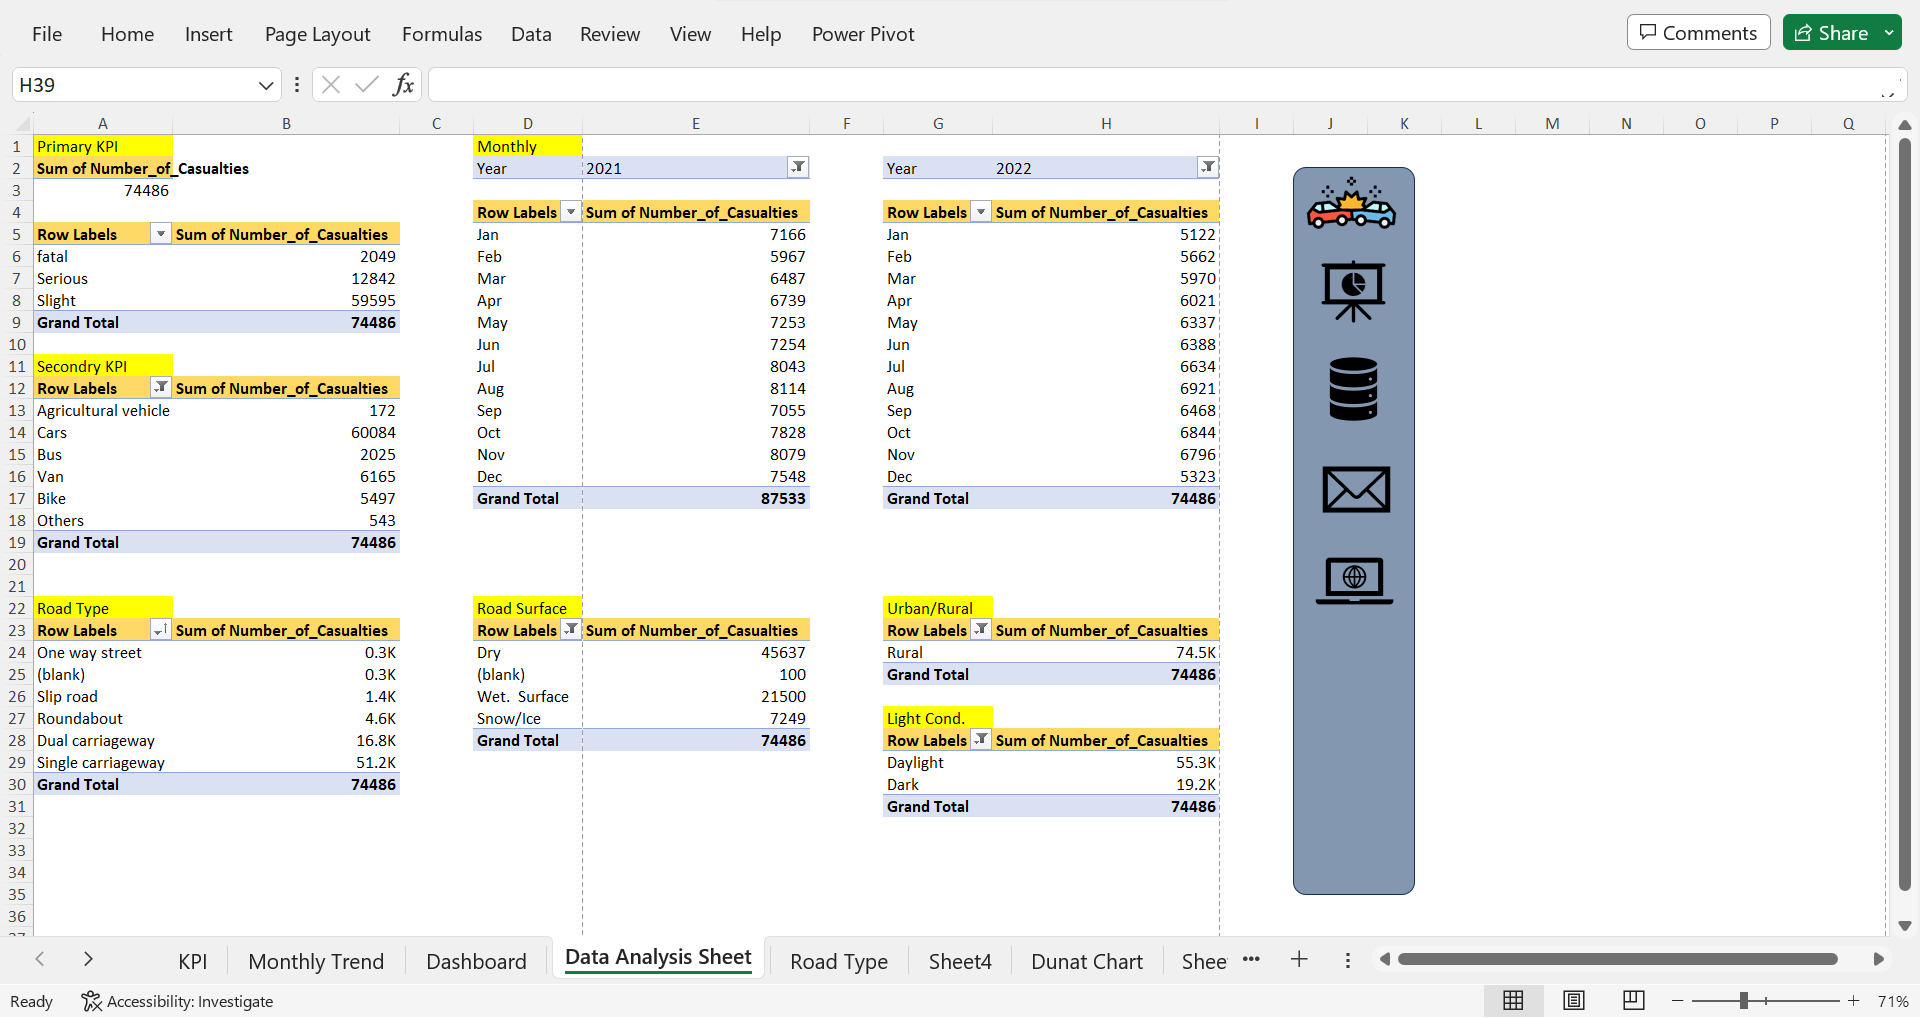 File Home Insert Page Layout Formulas Data Review View Help Power Pivot Comments Share
H39 fx
A B C D E F G H I J K L M N O P Q
1 Primary KPI Monthly
2 Sum of Number_of_Casualties Year 2021 Year 2022
3 74486
4 Row Labels Sum of Number_of_Casualties Row Labels Sum of Number_of_Casualties
5 Row Labels Sum of Number_of_Casualties Jan 7166 Jan 5122
6 fatal 2049 Feb 5967 Feb 5662
7 Serious 12842 Mar 6487 Mar 5970
8 Slight 59595 Apr 6739 Apr 6021
9 Grand Total 74486 May 7253 May 6337
10 Jun 7254 Jun 6388
11 Secondry KPI Jul 8043 Jul 6634
12 Row Labels Sum of Number_of_Casualties Aug 8114 Aug 6921
13 Agricultural vehicle 172 Sep 7055 Sep 6468
14 Cars 60084 Oct 7828 Oct 6844
15 Bus 2025 Nov 8079 Nov 6796
16 Van 6165 Dec 7548 Dec 5323
17 Bike 5497 Grand Total 87533 Grand Total 74486
18 Others 543
19 Grand Total 74486
20
21
22 Road Type Road Surface Urban/Rural
23 Row Labels Sum of Number_of_Casualties Row Labels Sum of Number_of_Casualties Row Labels Sum of Number_of_Casualties
24 One way street 0.3K Dry 45637 Rural 74.5K
25 (blank) 0.3K (blank) 100 Grand Total 74486
26 Slip road 1.4K Wet. Surface 21500
27 Roundabout 4.6K Snow/Ice 7249 Light Cond.
28 Dual carriageway 16.8K Grand Total 74486 Row Labels Sum of Number_of_Casualties
29 Single carriageway 51.2K Daylight 55.3K
30 Grand Total 74486 Dark 19.2K
31 Grand Total 74486
32
33
34
35
36
37
KPI Monthly Trend Dashboard Data Analysis Sheet Road Type Sheet4 Dunat Chart Shee ...
Ready Accessibility: Investigate 71%